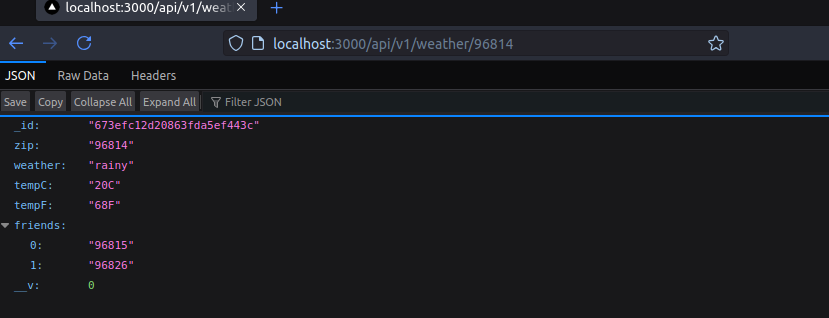 localhost:3000/api/v1/weat
localhost:3000/api/v1/weather/96814
JSON Raw Data Headers
Save Copy Collapse All Expand All Filter JSON
_id: "673efc12d20863fda5ef443c"
zip: "96814"
weather: "rainy"
tempC: "20C"
tempF: "68F"
friends:
0: "96815"
1: "96826"
__v: 0